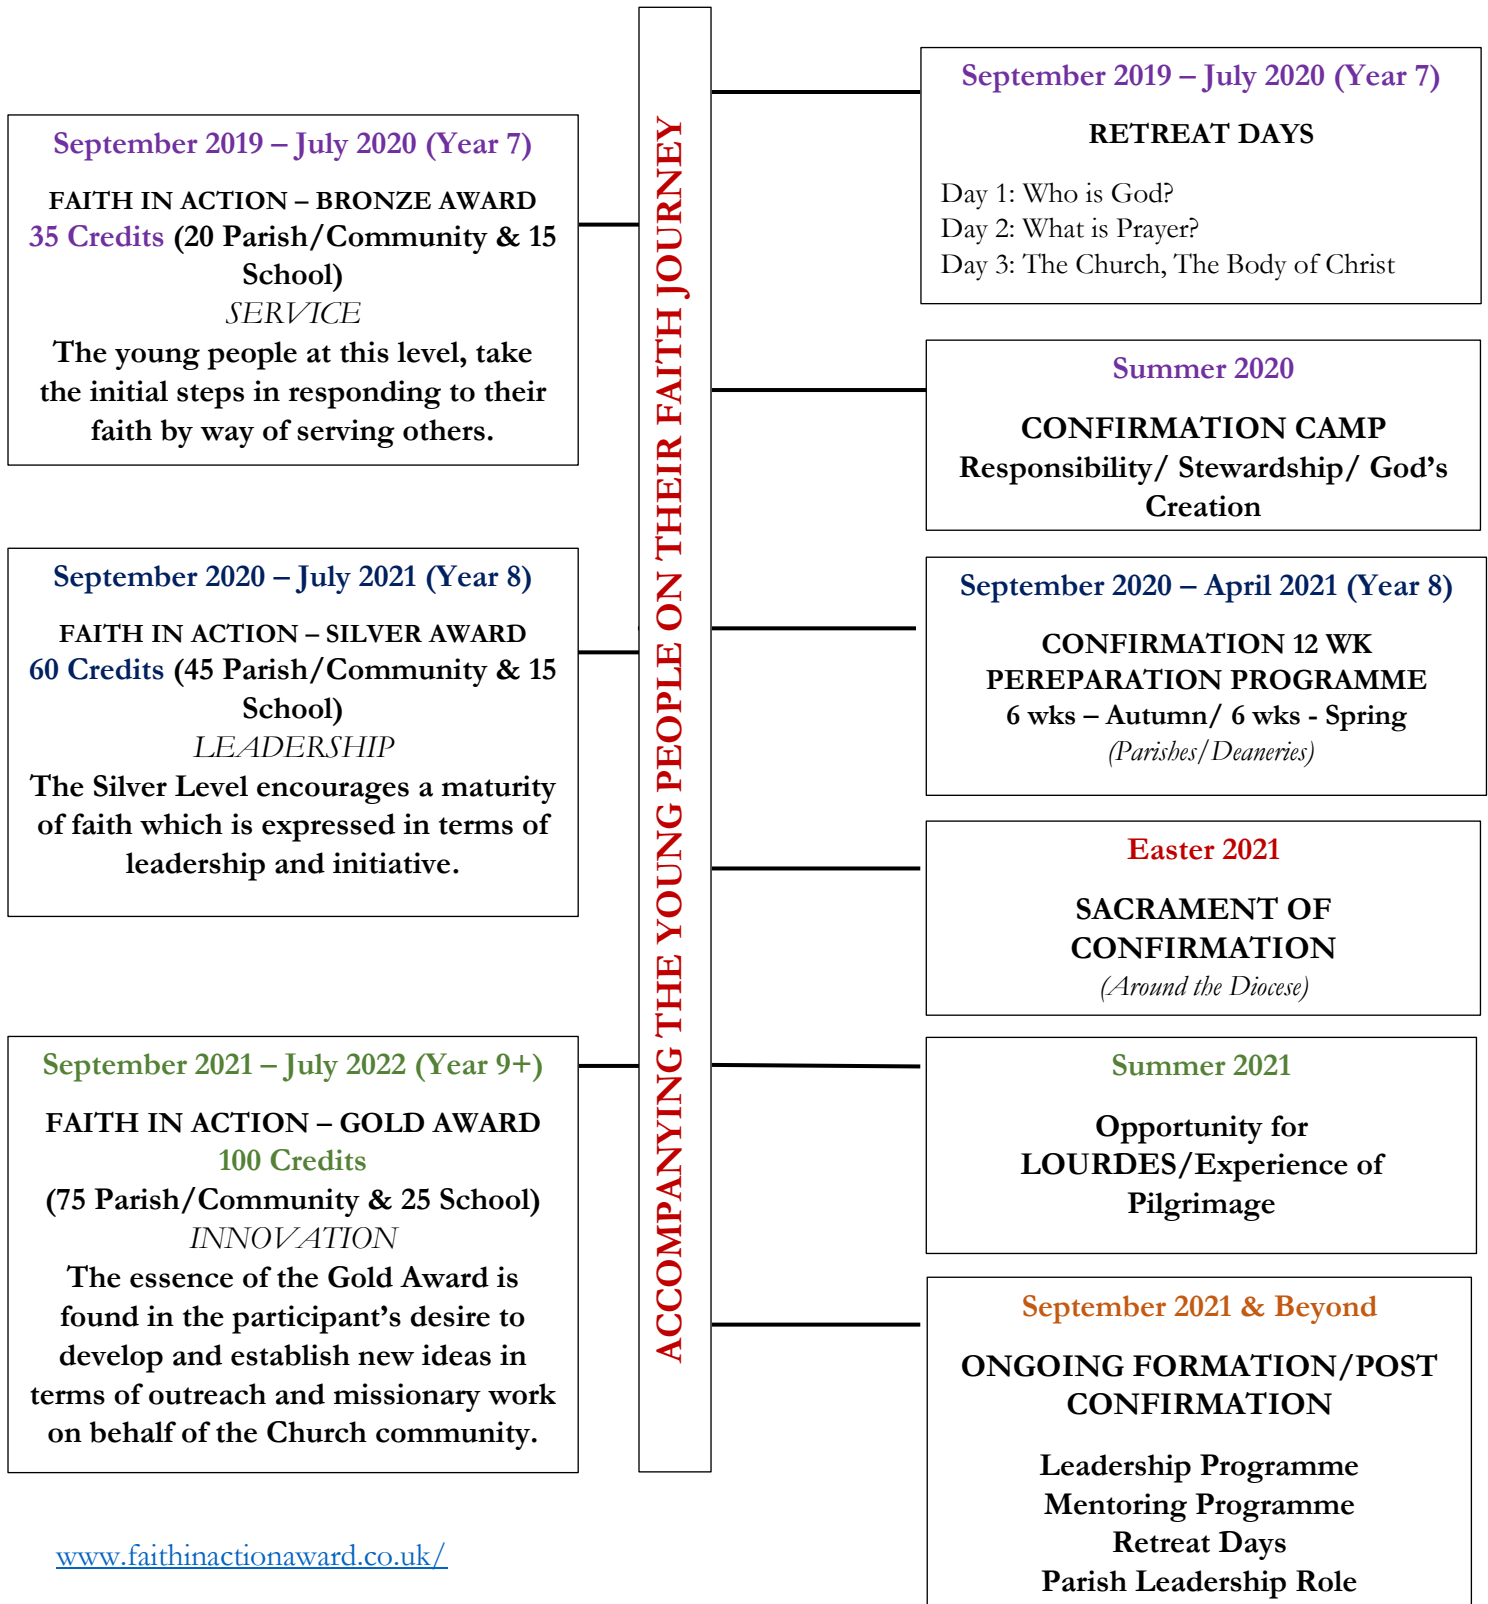 September 2019 – July 2020 (Year 7)
FAITH IN ACTION – BRONZE AWARD
35 Credits (20 Parish/Community & 15
School)
SERVICE
The young people at this level, take
the initial steps in responding to their
faith by way of serving others.
September 2020 – July 2021 (Year 8)
FAITH IN ACTION – SILVER AWARD
60 Credits (45 Parish/Community & 15
School)
LEADERSHIP
The Silver Level encourages a maturity
of faith which is expressed in terms of
leadership and initiative.
September 2021 – July 2022 (Year 9+)
FAITH IN ACTION – GOLD AWARD
100 Credits
(75 Parish/Community & 25 School)
INNOVATION
The essence of the Gold Award is
found in the participant’s desire to
develop and establish new ideas in
terms of outreach and missionary work
on behalf of the Church community.
www.faithinactionaward.co.uk/
ACCOMPANYING THE YOUNG PEOPLE ON THEIR FAITH JOURNEY
September 2019 – July 2020 (Year 7)
RETREAT DAYS
Day 1: Who is God?
Day 2: What is Prayer?
Day 3: The Church, The Body of Christ
Summer 2020
CONFIRMATION CAMP
Responsibility/ Stewardship/ God’s
Creation
September 2020 – April 2021 (Year 8)
CONFIRMATION 12 WK
PEREPARATION PROGRAMME
6 wks – Autumn/ 6 wks - Spring
(Parishes/Deaneries)
Easter 2021
SACRAMENT OF
CONFIRMATION
(Around the Diocese)
Summer 2021
Opportunity for
LOURDES/Experience of
Pilgrimage
September 2021 & Beyond
ONGOING FORMATION/POST
CONFIRMATION
Leadership Programme
Mentoring Programme
Retreat Days
Parish Leadership Role